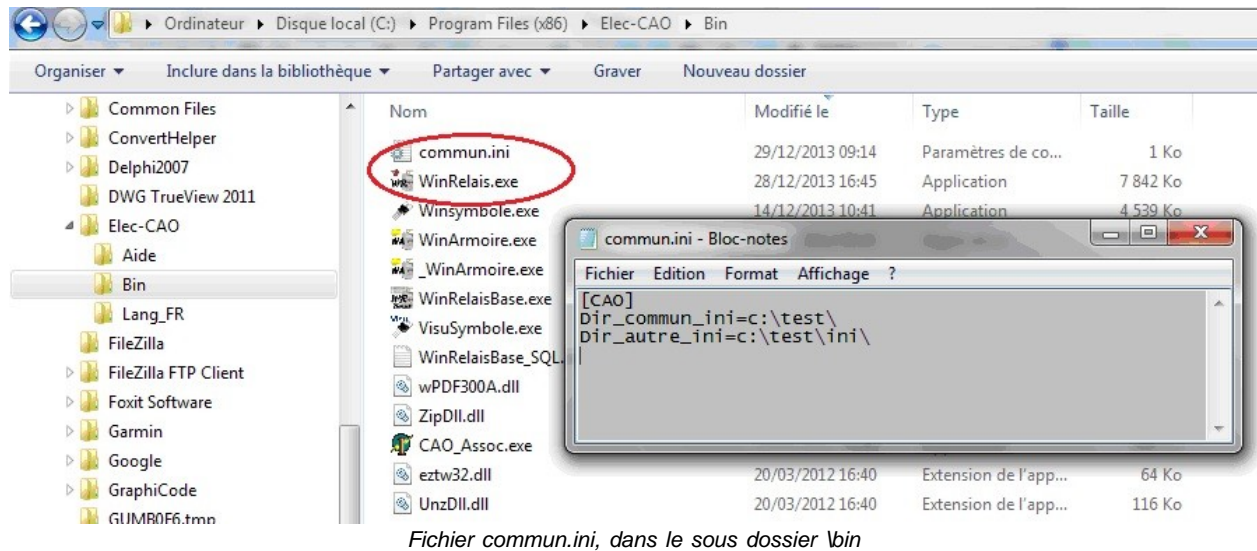 Ordinateur ▸ Disque local (C:) ▸ Program Files (x86) ▸ Elec-CAO ▸ Bin
Organiser ▾ Inclure dans la bibliothèque ▾ Partager avec ▾ Graver Nouveau dossier
Common Files
ConvertHelper
Delphi2007
DWG TrueView 2011
Elec-CAO
Aide
Bin
Lang_FR
FileZilla
FileZilla FTP Client
Foxit Software
Garmin
Google
GraphiCode
GUMB0F6.tmp
Nom Modifié le Type Taille
commun.ini 29/12/2013 09:14 Paramètres de co... 1 Ko
WinRelais.exe 28/12/2013 16:45 Application 7 842 Ko
Winsymbole.exe 14/12/2013 10:41 Application 4 539 Ko
WinArmoire.exe
_WinArmoire.exe
WinRelaisBase.exe
VisuSymbole.exe
WinRelaisBase_SQL.
wPDF300A.dll
ZipDll.dll
CAO_Assoc.exe
eztw32.dll 20/03/2012 16:40 Extension de l'app... 64 Ko
UnzDll.dll 20/03/2012 16:40 Extension de l'app... 116 Ko
commun.ini - Bloc-notes
Fichier Edition Format Affichage ?
[CAO]
Dir_commun_ini=c:\test\
Dir_autre_ini=c:\test\ini\
Fichier commun.ini, dans le sous dossier \bin